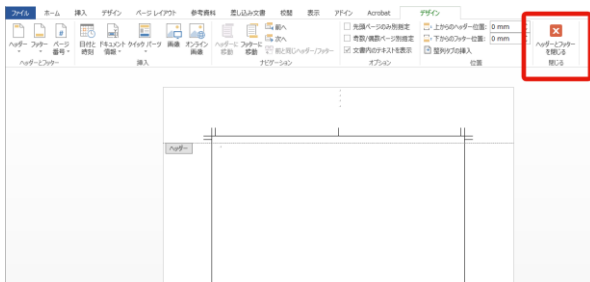 ファイル ホーム 挿入 デザイン ページ レイアウト 参考資料 差し込み文書 校閲 表示 アドイン Acrobat デザイン
ヘッダー フッター ページ番号 日付と時刻 ドキュメント情報 クイック パーツ 画像 オンライン画像 ヘッダーに移動 フッターに移動 前へ 先頭ページのみ別指定 上からのヘッダー位置: 0 mm ヘッダーとフッターを閉じる
次へ 奇数/偶数ページ別指定 下からのフッター位置: 0 mm
前と同じヘッダー/フッター 文書内のテキストを表示 整列タブの挿入
ヘッダーとフッター 挿入 ナビゲーション オプション 位置 閉じる
ヘッダー